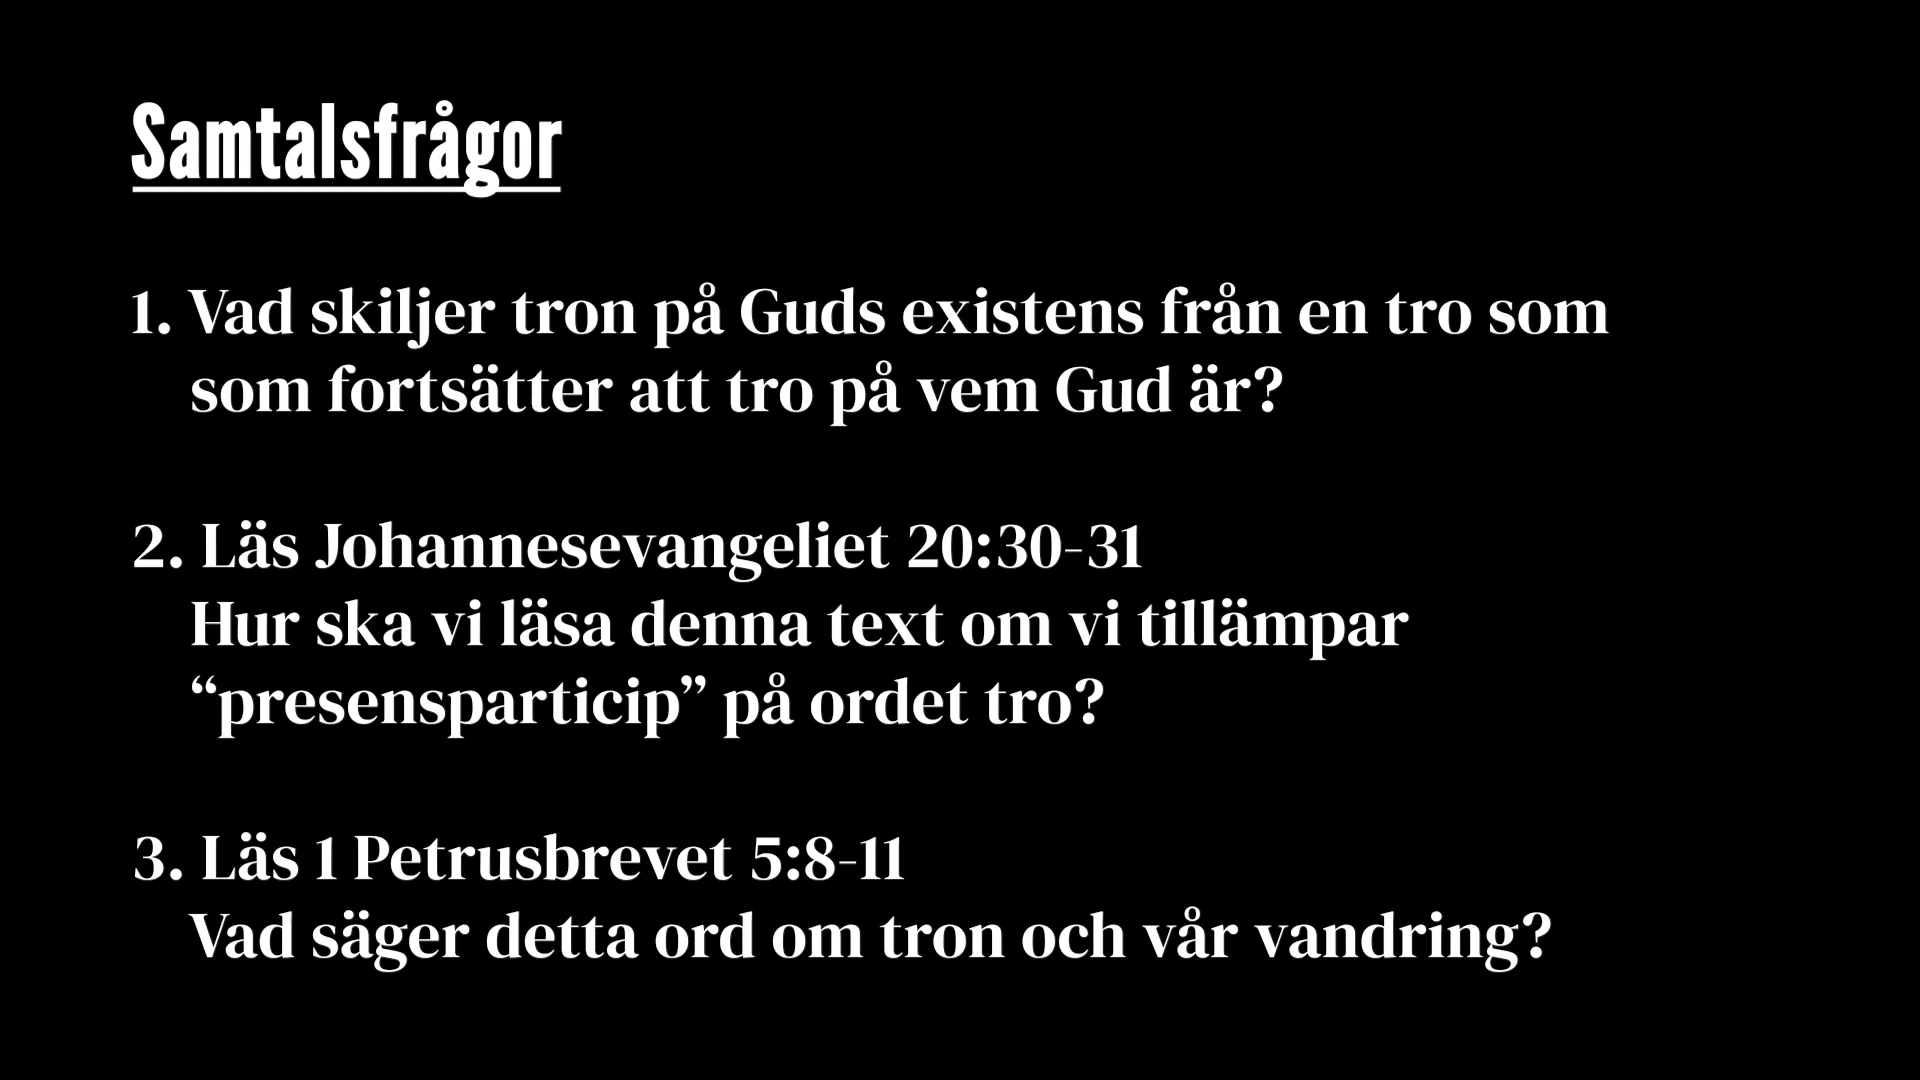 Samtalsfrågor
1. Vad skiljer tron på Guds existens från en tro som
som fortsätter att tro på vem Gud är?
2. Läs Johannesevangeliet 20:30-31
Hur ska vi läsa denna text om vi tillämpar
“presensparticip” på ordet tro?
3. Läs 1 Petrusbrevet 5:8-11
Vad säger detta ord om tron och vår vandring?